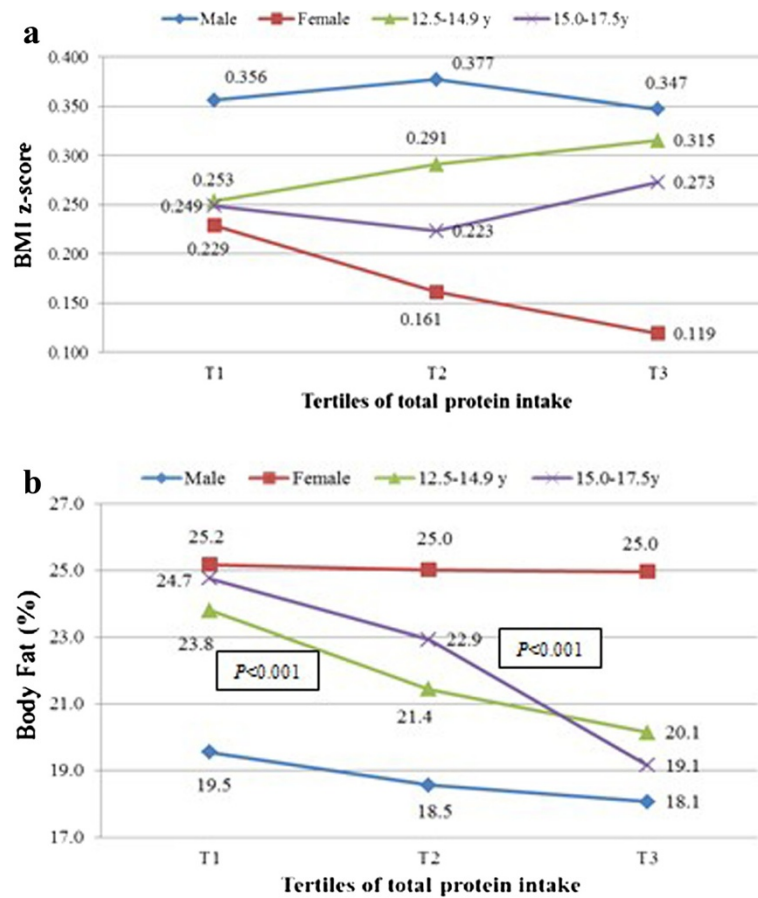 a
Male Female 12.5-14.9 y 15.0-17.5y
0.400
0.350
0.300
0.250
0.200
0.150
0.100
BMI z-score
0.356
0.377
0.347
0.253
0.291
0.315
0.249
0.223
0.273
0.229
0.161
0.119
T1 T2 T3
Tertiles of total protein intake
b
Male Female 12.5-14.9 y 15.0-17.5y
27.0
25.0
23.0
21.0
19.0
17.0
Body Fat (%)
25.2 25.0 25.0
24.7
22.9
P<0.001
23.8
P<0.001
21.4
20.1
19.1
19.5
18.5
18.1
T1 T2 T3
Tertiles of total protein intake